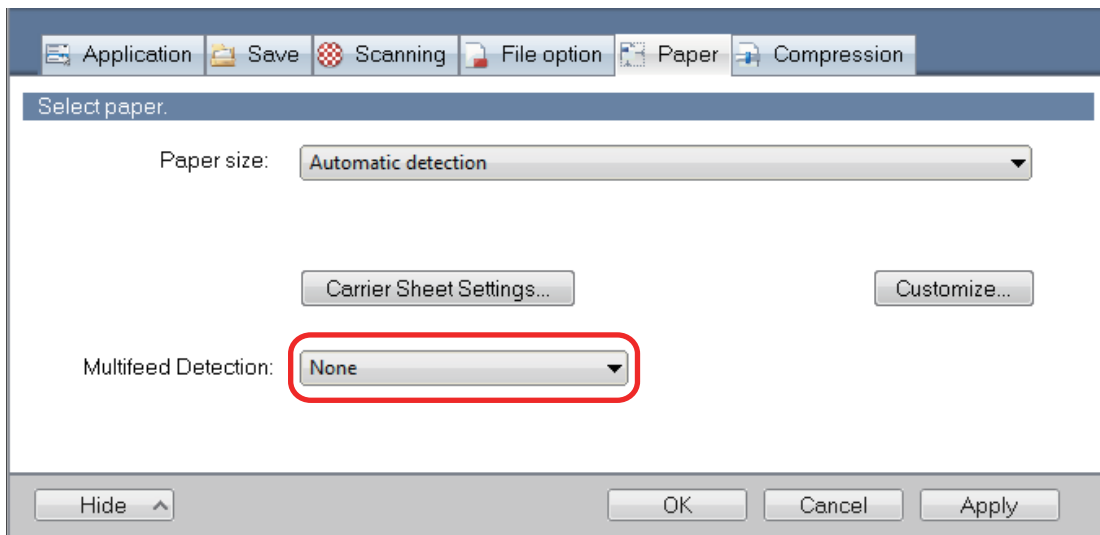 Application Save Scanning File option Paper Compression
Select paper.
Paper size: Automatic detection
Carrier Sheet Settings... Customize...
Multifeed Detection: None
Hide OK Cancel Apply